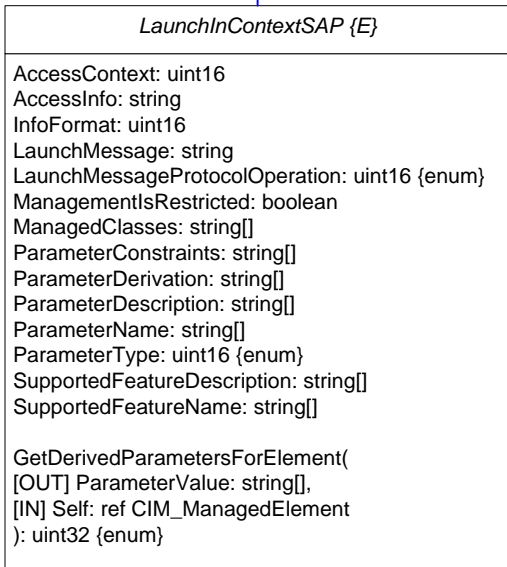 LaunchInContextSAP {E}
AccessContext: uint16
AccessInfo: string
InfoFormat: uint16
LaunchMessage: string
LaunchMessageProtocolOperation: uint16 {enum}
ManagementIsRestricted: boolean
ManagedClasses: string[]
ParameterConstraints: string[]
ParameterDerivation: string[]
ParameterDescription: string[]
ParameterName: string[]
ParameterType: uint16 {enum}
SupportedFeatureDescription: string[]
SupportedFeatureName: string[]
GetDerivedParametersForElement(
[OUT] ParameterValue: string[],
[IN] Self: ref CIM_ManagedElement
): uint32 {enum}